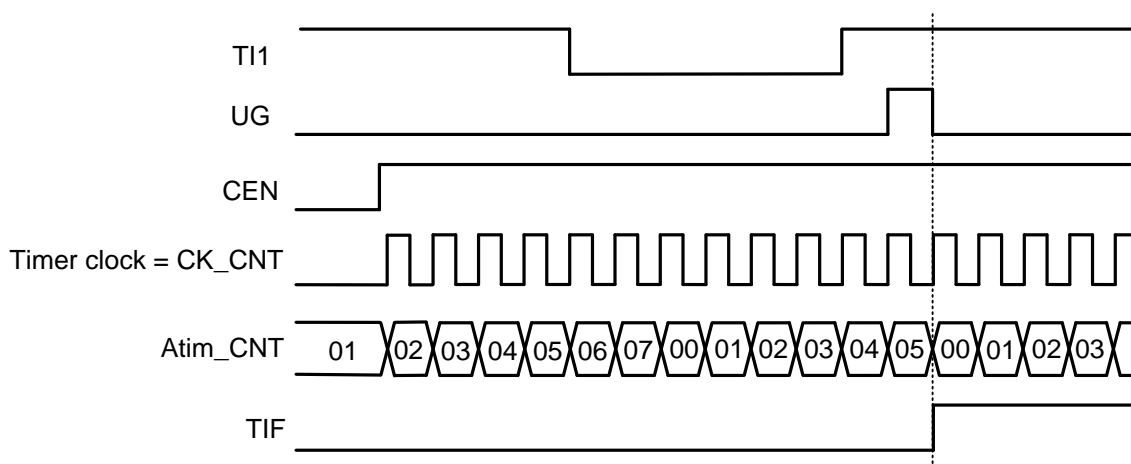 TI1
UG
CEN
Timer clock = CK_CNT
Atim_CNT 01 02 03 04 05 06 07 00 01 02 03 04 05 00 01 02 03
TIF